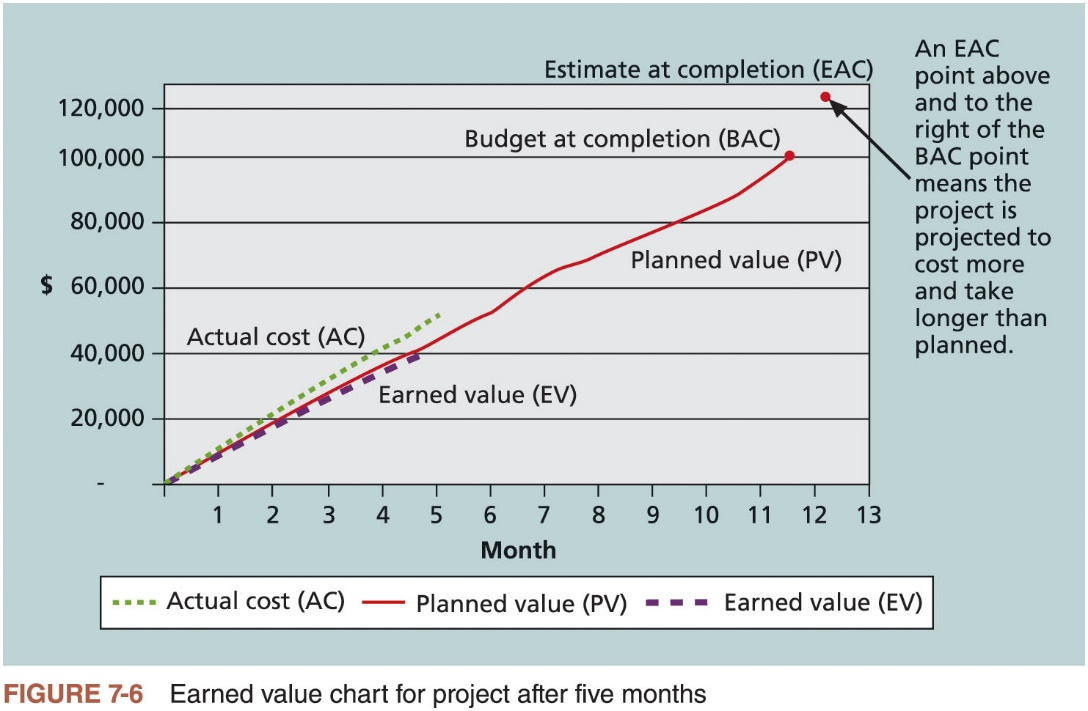 Estimate at completion (EAC)
An EAC
point above
and to the
right of the
BAC point
means the
project is
projected to
cost more
and take
longer than
planned.
120,000
Budget at completion (BAC)
100,000
80,000
Planned value (PV)
$ 60,000
Actual cost (AC)
40,000
Earned value (EV)
20,000
-
1 2 3 4 5 6 7 8 9 10 11 12 13
Month
Actual cost (AC) Planned value (PV) Earned value (EV)
FIGURE 7-6 Earned value chart for project after five months